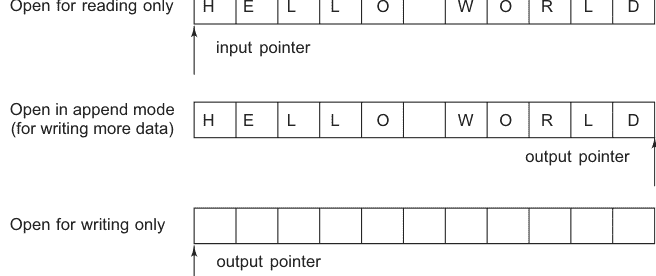 Open for reading only H E L L O W O R L D
input pointer
Open in append mode
(for writing more data) H E L L O W O R L D
output pointer
Open for writing only
output pointer